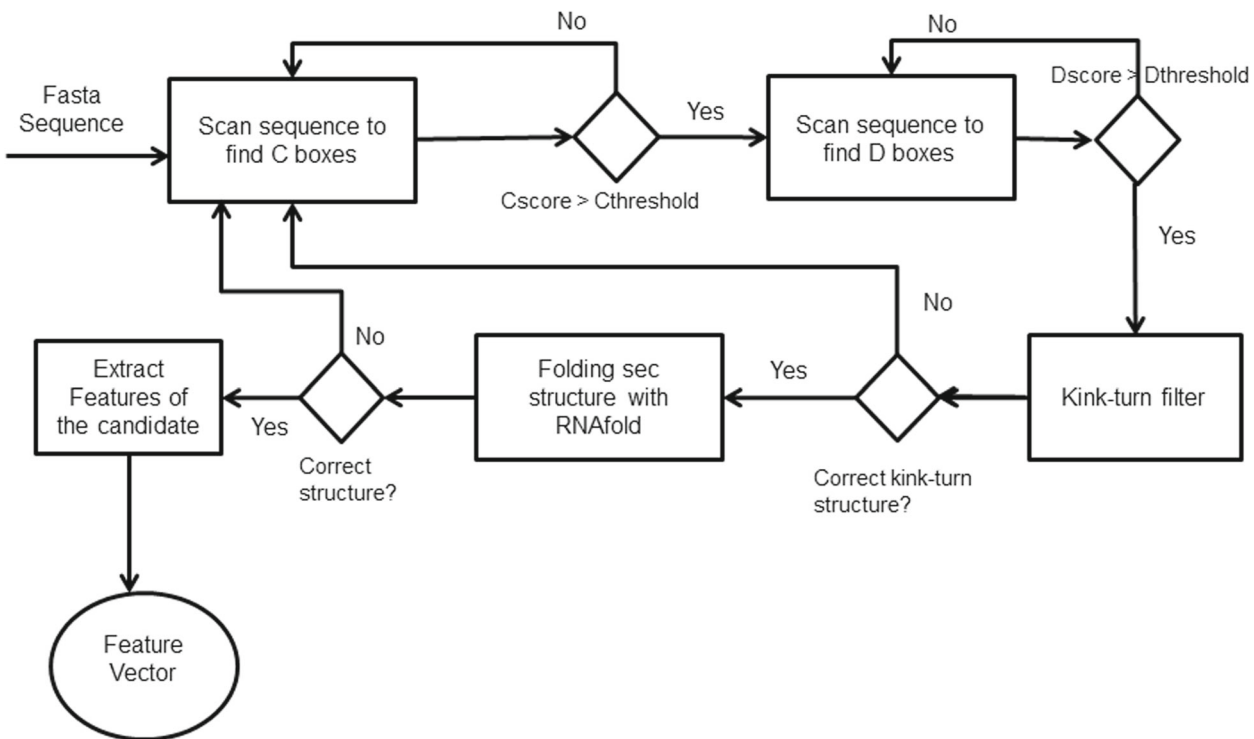 No
No
Fasta
Sequence
Scan sequence to
find C boxes
Yes
Cscore > Cthreshold
Scan sequence to
find D boxes
Dscore > Dthreshold
Yes
No
No
Extract
Features of
the candidate
Yes
Correct
structure?
Folding sec
structure with
RNAfold
Yes
Correct kink-turn
structure?
Kink-turn filter
Feature
Vector